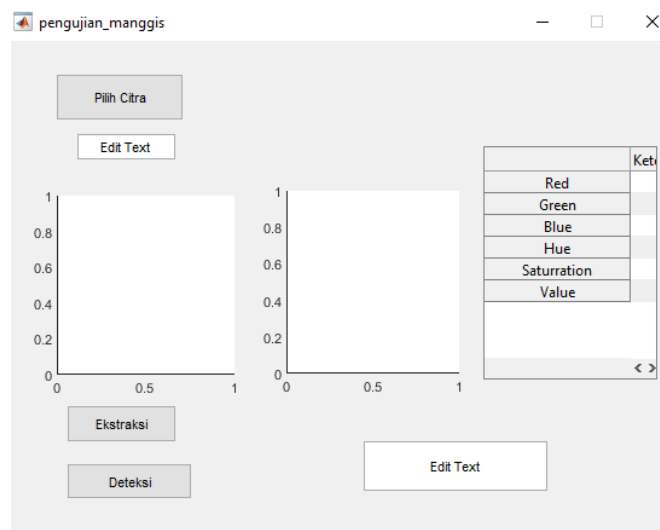 pengujian_manggis
Pilih Citra
Edit Text
1
0.8
0.6
0.4
0.2
0
0 0.5 1
1
0.8
0.6
0.4
0.2
0
0 0.5 1
Kete
Red
Green
Blue
Hue
Saturration
Value
Ekstraksi
Deteksi
Edit Text